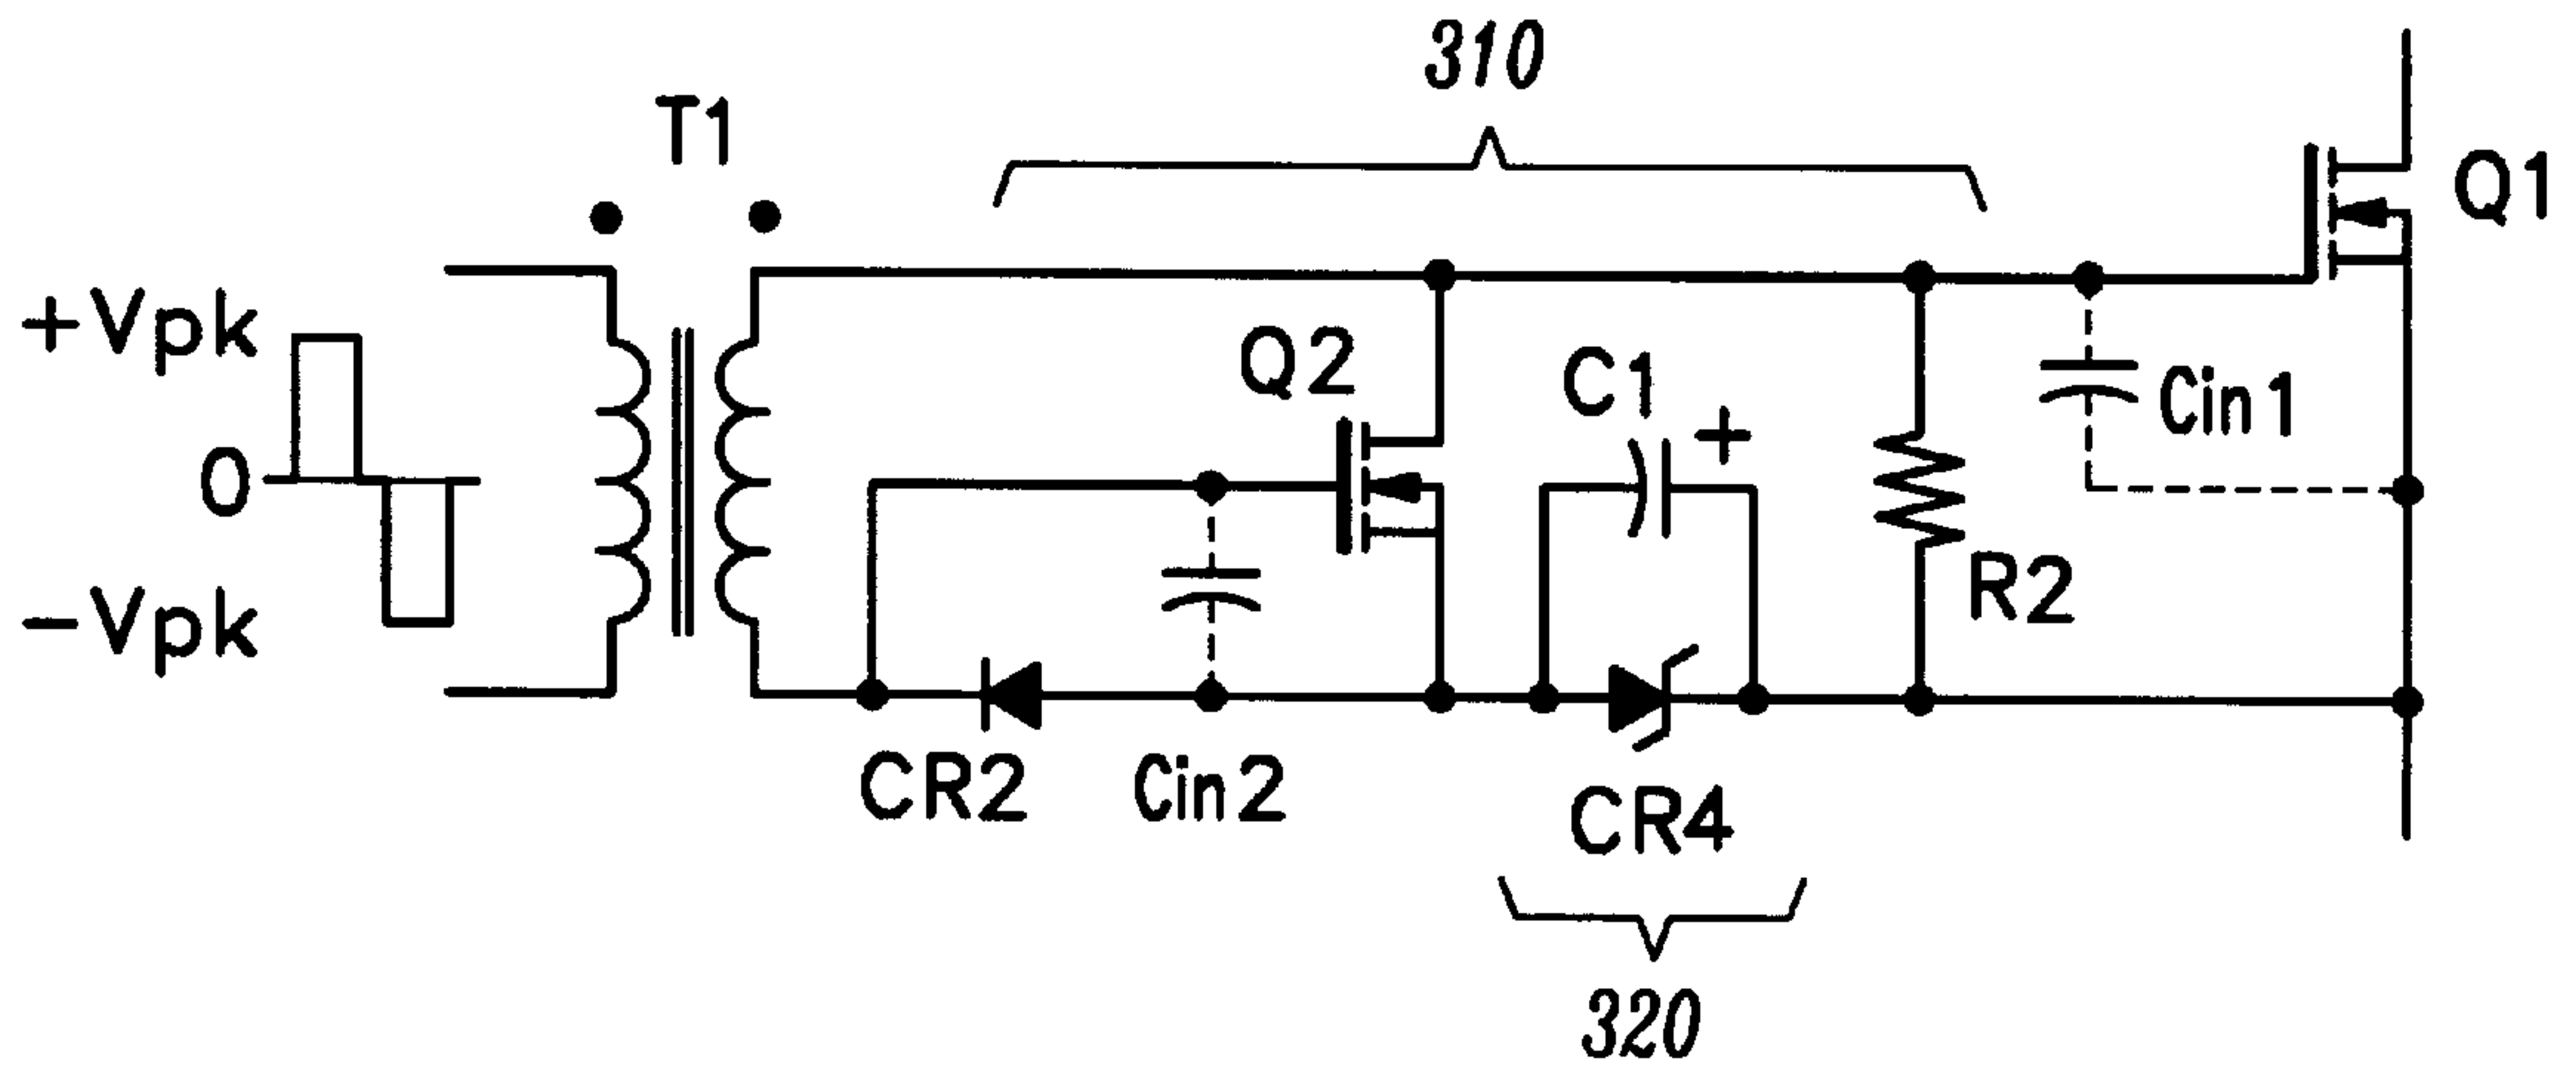 310
T1
Q1
+Vpk
Q2
C1
+
Cin1
0
R2
-Vpk
CR2
Cin2
CR4
320